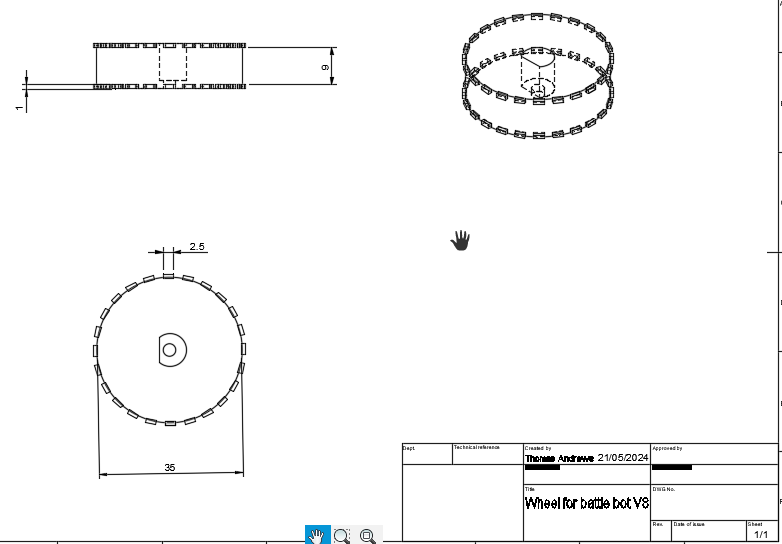 9
1
2.5
35
Dept.
Technical reference
Created by
Approved by
Thomas Andrews 21/05/2024
Title
DWG No.
Wheel for battle bot V8
Rev.
Date of issue
Sheet
1/1